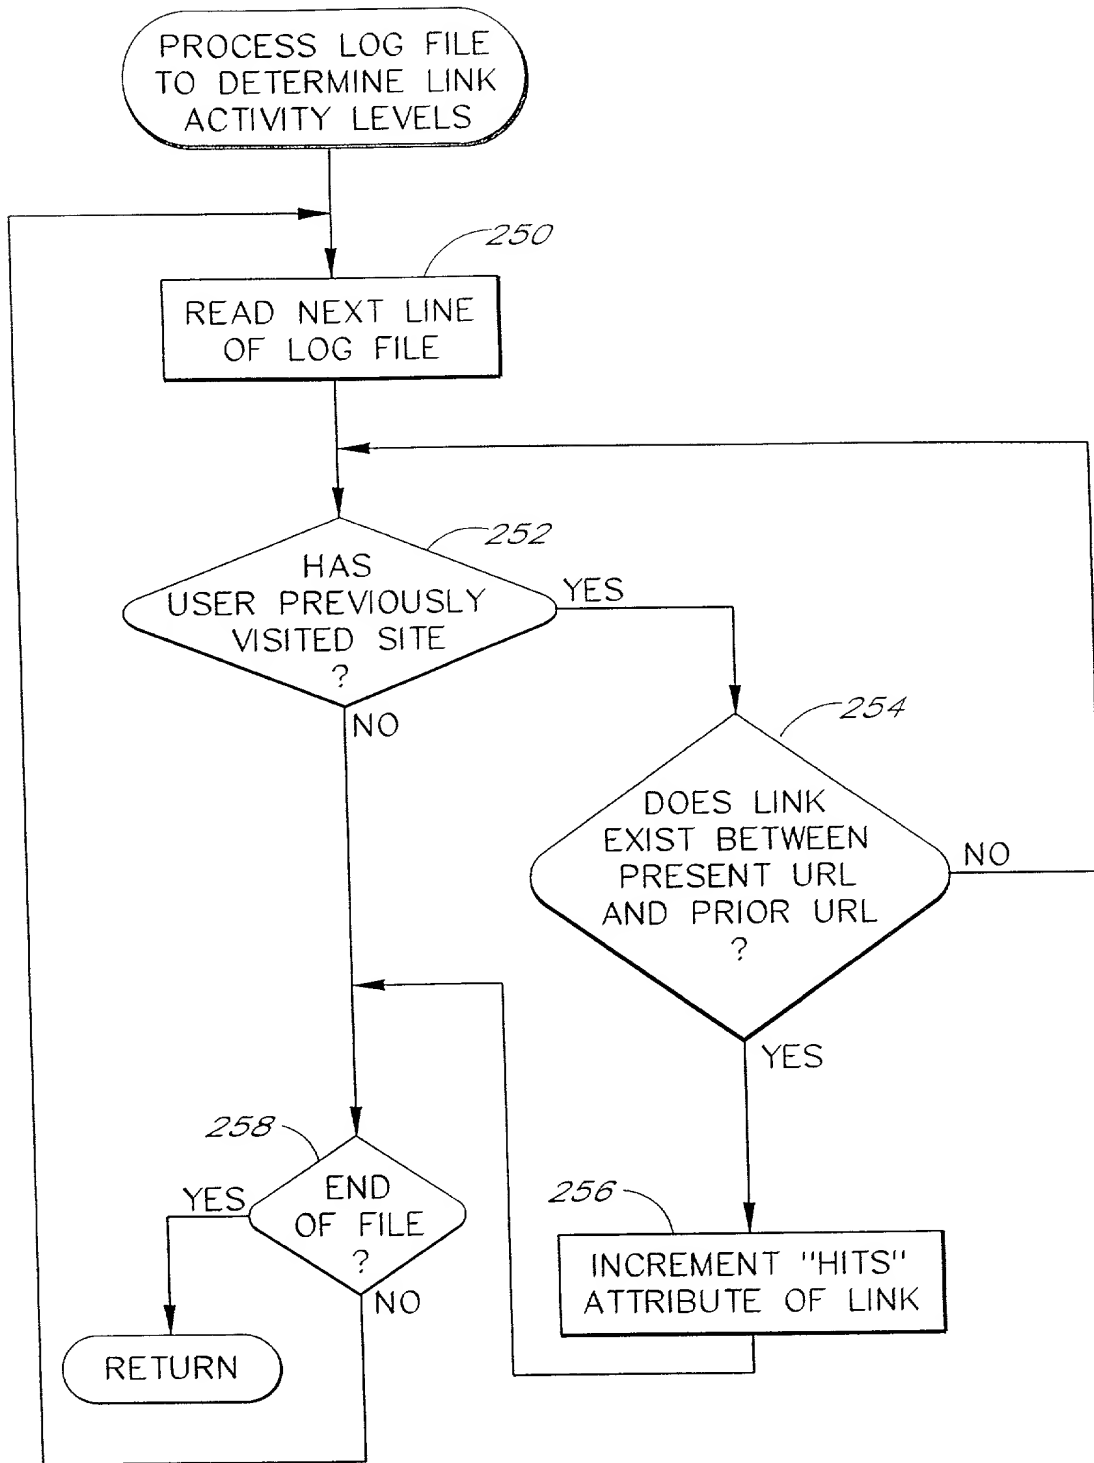 PROCESS LOG FILE
TO DETERMINE LINK
ACTIVITY LEVELS
250
READ NEXT LINE
OF LOG FILE
252
HAS
USER PREVIOUSLY
VISITED SITE
?
YES
NO
254
DOES LINK
EXIST BETWEEN
PRESENT URL
AND PRIOR URL
?
NO
YES
258
END
OF FILE
?
YES
NO
256
INCREMENT "HITS"
ATTRIBUTE OF LINK
RETURN